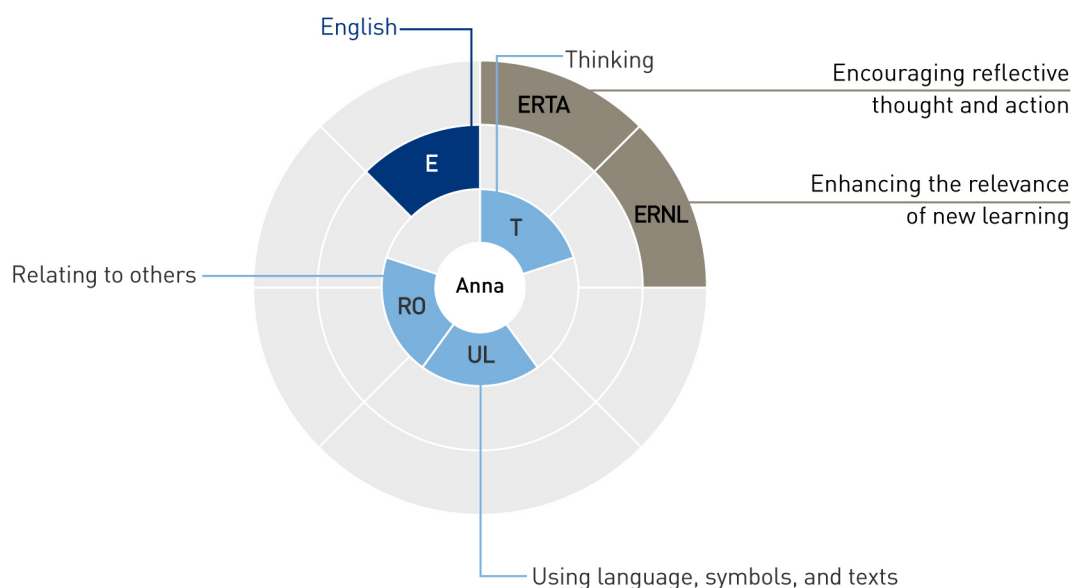 English
Thinking
Encouraging reflective
thought and action
ERTA
E
Enhancing the relevance
of new learning
ERNL
T
Relating to others
Anna
RO
UL
Using language, symbols, and texts